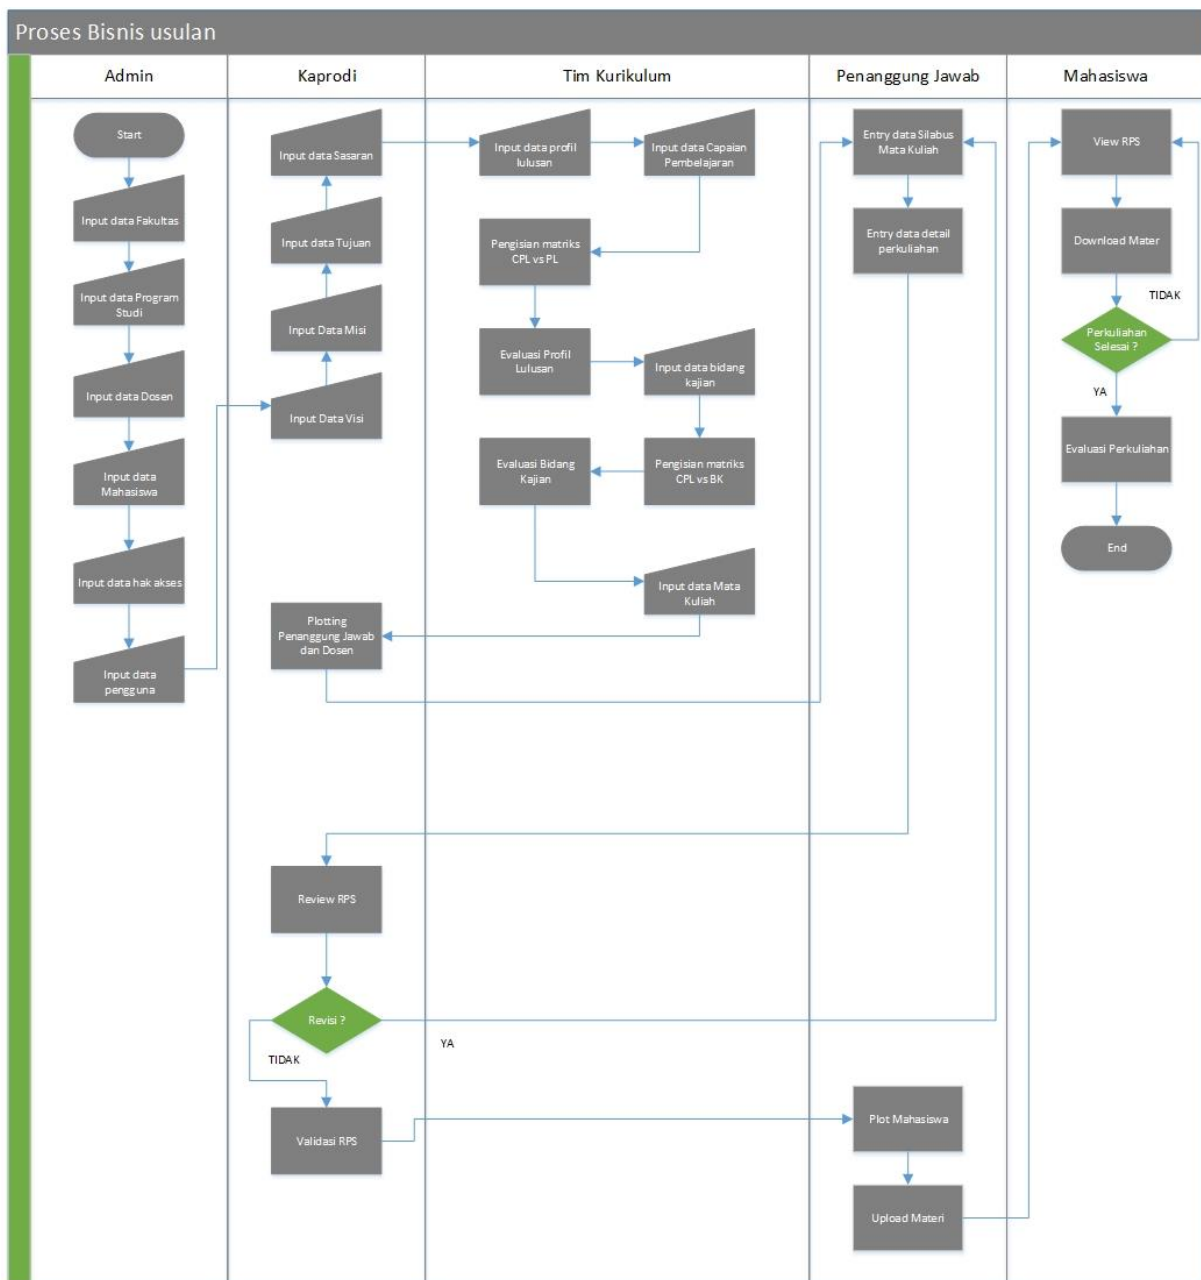 Proses Bisnis usulan
Admin
Kaprodi
Tim Kurikulum
Penanggung Jawab
Mahasiswa
Start
Input data Fakultas
Input data Program
Studi
Input data Dosen
Input data
Mahasiswa
Input data hak akses
Input data
pengguna
Input data Sasaran
Input data Tujuan
Input Data Misi
Input Data Visi
Plotting
Penanggung Jawab
dan Dosen
Review RPS
Revisi ?
TIDAK
YA
Validasi RPS
Input data profil
lulusan
Input data Capaian
Pembelajaran
Pengisian matriks
CPL vs PL
Evaluasi Profil
Lulusan
Input data bidang
kajian
Evaluasi Bidang
Kajian
Pengisian matriks
CPL vs BK
Input data Mata
Kuliah
Entry data Silabus
Mata Kuliah
Entry data detail
perkuliahan
Plot Mahasiswa
Upload Materi
View RPS
Download Mater
TIDAK
Perkuliahan
Selesai ?
YA
Evaluasi Perkuliahan
End